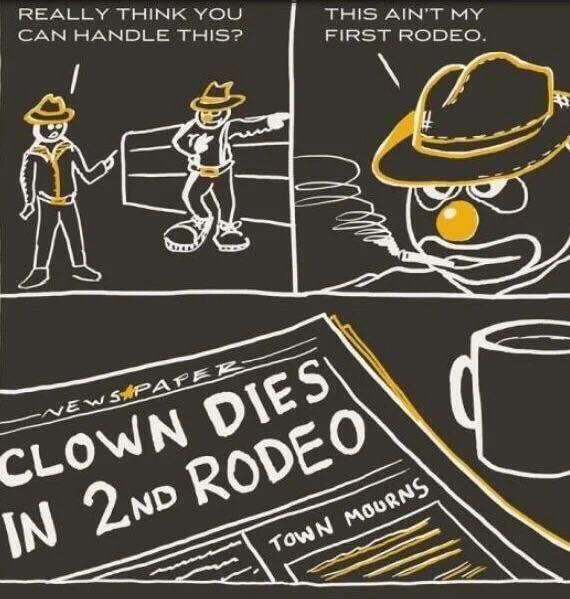 REALLY THINK YOU
CAN HANDLE THIS?
THIS AIN'T MY
FIRST RODEO.
NEWSPAPER
CLOWN DIES
IN 2ND RODEO
TOWN MOURNS